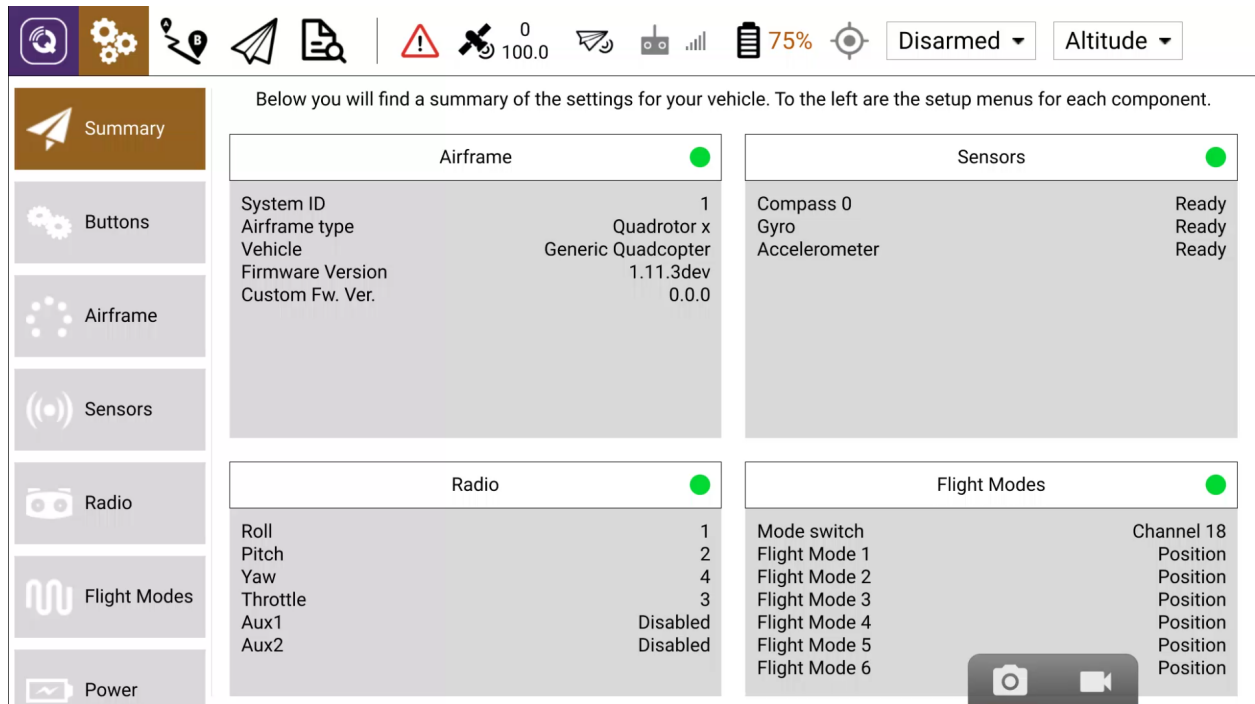 0
100.0
75%
Disarmed
Altitude
A
B
Below you will find a summary of the settings for your vehicle. To the left are the setup menus for each component.
Summary
Buttons
Airframe
Sensors
Radio
Flight Modes
Power
Airframe
System ID 1
Airframe type Quadrotor x
Vehicle Generic Quadcopter
Firmware Version 1.11.3dev
Custom Fw. Ver. 0.0.0
Sensors
Compass 0 Ready
Gyro Ready
Accelerometer Ready
Radio
Roll 1
Pitch 2
Yaw 4
Throttle 3
Aux1 Disabled
Aux2 Disabled
Flight Modes
Mode switch Channel 18
Flight Mode 1 Position
Flight Mode 2 Position
Flight Mode 3 Position
Flight Mode 4 Position
Flight Mode 5 Position
Flight Mode 6 Position